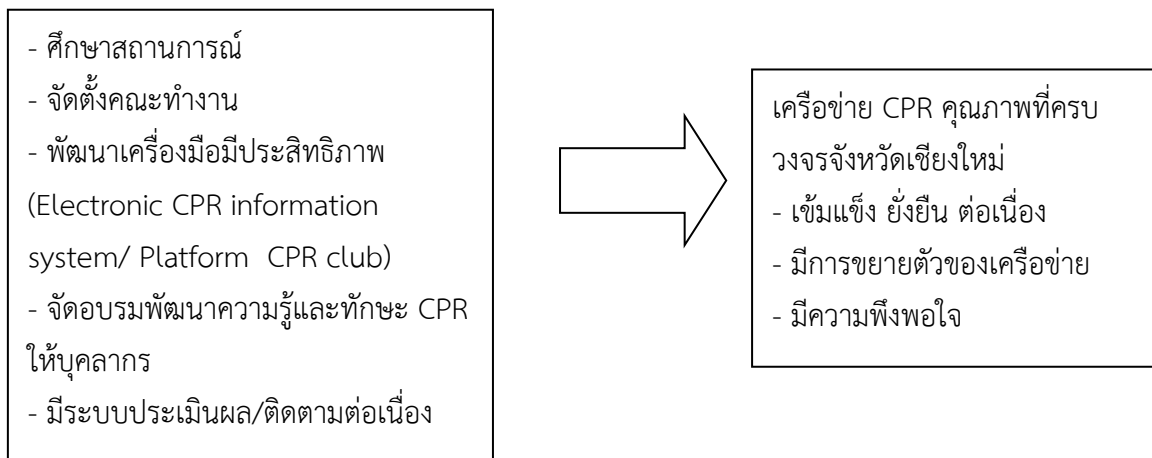 - ศึกษาสถานการณ์
- จัดตั้งคณะทำงาน
- พัฒนาเครื่องมือมีประสิทธิภาพ
(Electronic CPR information
system/ Platform  CPR club)
- จัดอบรมพัฒนาความรู้และทักษะ CPR
ให้บุคลากร
- มีระบบประเมินผล/ติดตามต่อเนื่อง
เครือข่าย CPR คุณภาพที่ครบ
วงจรจังหวัดเชียงใหม่
- เข้มแข็ง ยั่งยืน ต่อเนื่อง
- มีการขยายตัวของเครือข่าย
- มีความพึงพอใจ